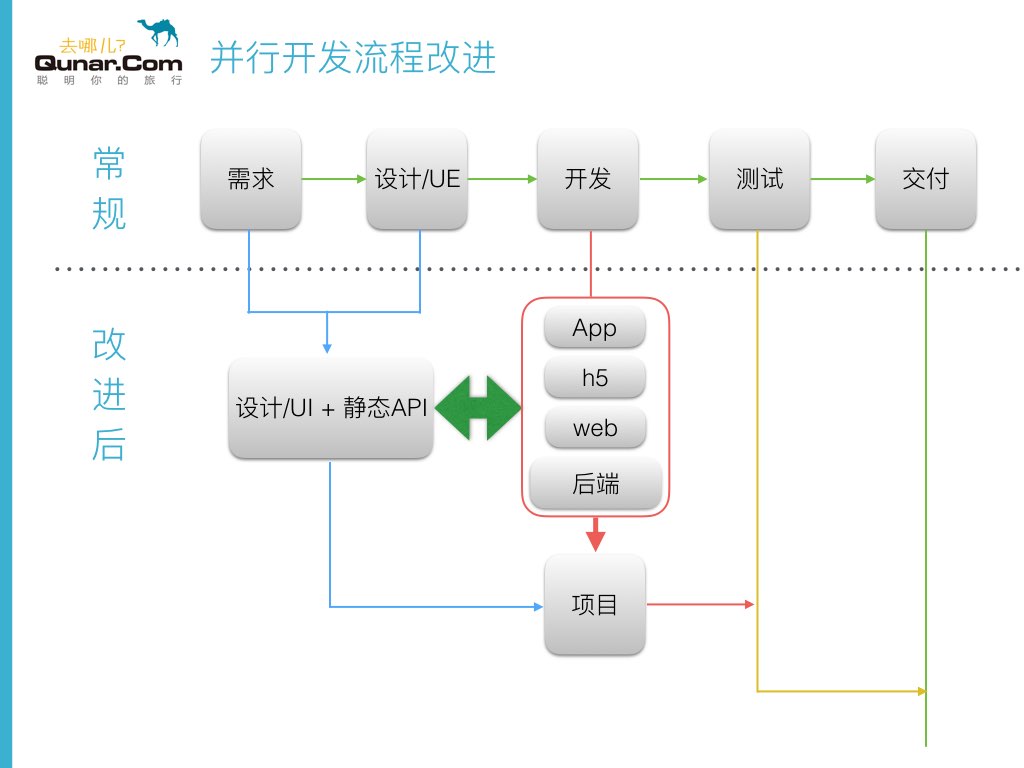 去哪儿?
Qunar.Com
聪明你的旅行
并行开发流程改进
常规
需求
设计/UE
开发
测试
交付
改进后
App
h5
web
后端
设计/UI + 静态API
项目